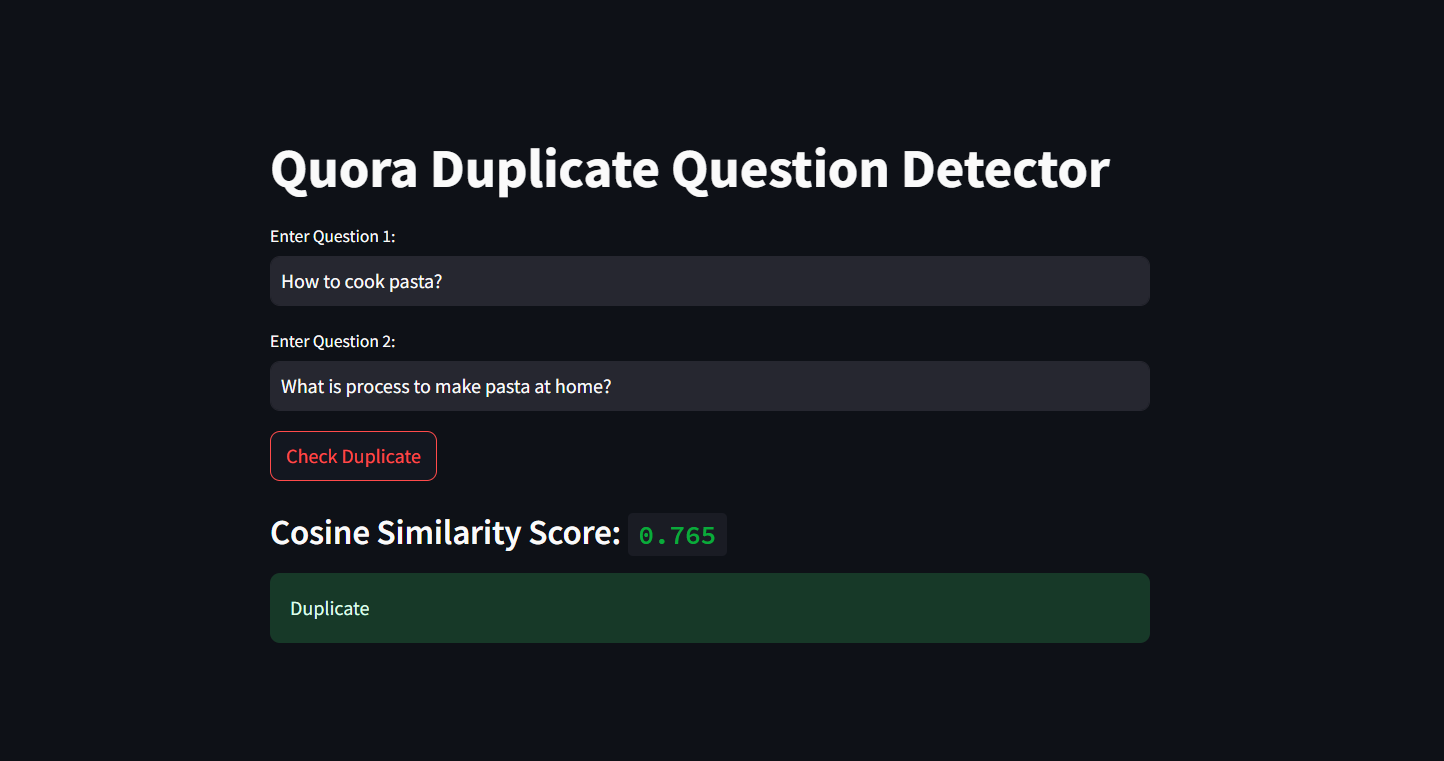 Quora Duplicate Question Detector
Enter Question 1:
How to cook pasta?
Enter Question 2:
What is process to make pasta at home?
Check Duplicate
Cosine Similarity Score: 0.765
Duplicate